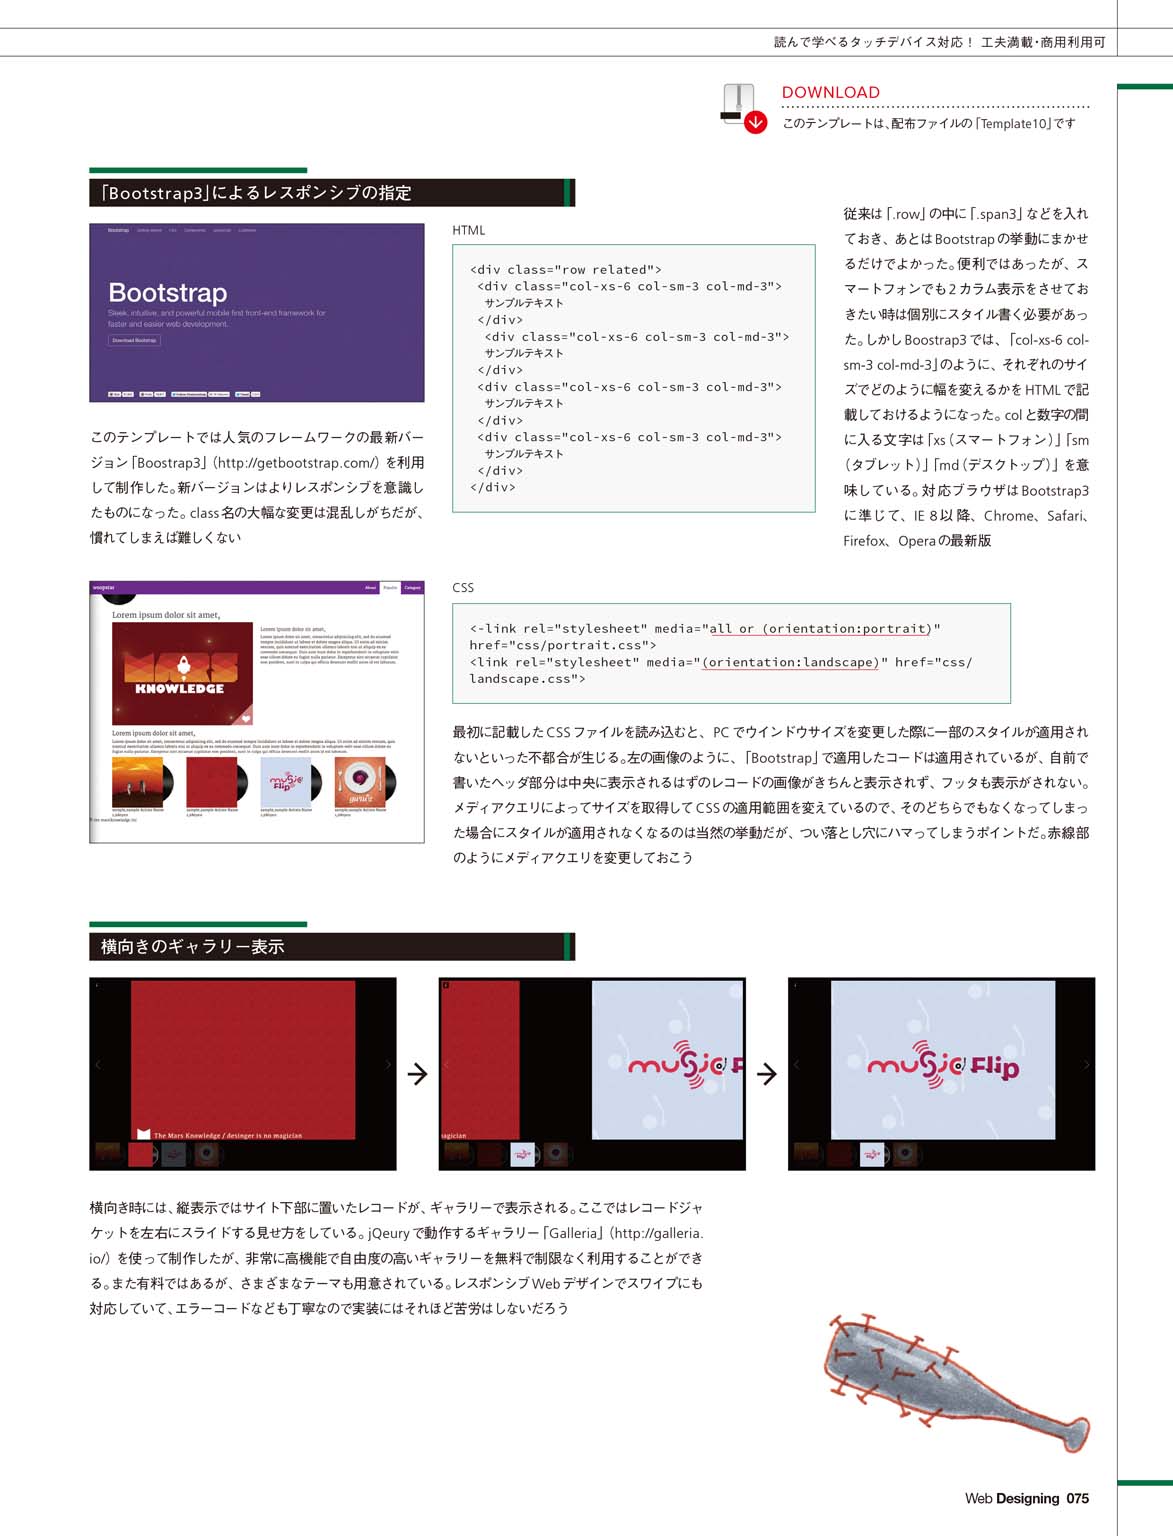 読んで学べるタッチデバイス対応！ 工夫満載・商用利用可
DOWNLOAD
このテンプレートは、配布ファイルの「Template10」です
「Bootstrap3」によるレスポンシブの指定
Bootstrap
Bootstrap
Sleek, intuitive, and powerful mobile first front-end framework for
faster and easier web development.
Download Bootstrap
このテンプレートでは人気のフレームワークの最新バー
ジョン「Boostrap3」（http://getbootstrap.com/）を利用
して制作した。新バージョンはよりレスポンシブを意識し
たものになった。class名の大幅な変更は混乱しがちだが、
慣れてしまえば難しくない
HTML
<div class="row related">
<div class="col-xs-6 col-sm-3 col-md-3">
サンプルテキスト
</div>
<div class="col-xs-6 col-sm-3 col-md-3">
サンプルテキスト
</div>
<div class="col-xs-6 col-sm-3 col-md-3">
サンプルテキスト
</div>
<div class="col-xs-6 col-sm-3 col-md-3">
サンプルテキスト
</div>
</div>
従来は「.row」の中に「.span3」などを入れ
ておき、あとはBootstrapの挙動にまかせ
るだけでよかった。便利ではあったが、ス
マートフォンでも2カラム表示をさせてお
きたい時は個別にスタイル書く必要があっ
た。しかしBoostrap3では、「col-xs-6 col-
sm-3 col-md-3」のように、それぞれのサイ
ズでどのように幅を変えるかをHTMLで記
載しておけるようになった。colと数字の間
に入る文字は「xs（スマートフォン）」「sm
（タブレット）」「md（デスクトップ）」を意
味している。対応ブラウザはBootstrap3
に準じて、IE 8以降、Chrome、Safari、
Firefox、Operaの最新版
woopstar
About
Populis
Category
Lorem ipsum dolor sit amet,
Lorem ipsum dolor sit amet,
KNOWLEDGE
Lorem ipsum dolor sit amet,
music Flip
CSS
<-link rel="stylesheet" media="all or (orientation:portrait)"
href="css/portrait.css">
<link rel="stylesheet" media="(orientation:landscape)" href="css/
landscape.css">
最初に記載したCSSファイルを読み込むと、PCでウインドウサイズを変更した際に一部のスタイルが適用され
ないといった不都合が生じる。左の画像のように、「Bootstrap」で適用したコードは適用されているが、自前で
書いたヘッダ部分は中央に表示されるはずのレコードの画像がきちんと表示されず、フッタも表示がされない。
メディアクエリによってサイズを取得してCSSの適用範囲を変えているので、そのどちらでもなくなってしまっ
た場合にスタイルが適用されなくなるのは当然の挙動だが、つい落とし穴にハマってしまうポイントだ。赤線部
のようにメディアクエリを変更しておこう
横向きのギャラリー表示
The Mars Knowledge / desinger is no magician
magician
music F
music Flip
横向き時には、縦表示ではサイト下部に置いたレコードが、ギャラリーで表示される。ここではレコードジャ
ケットを左右にスライドする見せ方をしている。jQeuryで動作するギャラリー「Galleria」（http://galleria.
io/）を使って制作したが、非常に高機能で自由度の高いギャラリーを無料で制限なく利用することができ
る。また有料ではあるが、さまざまなテーマも用意されている。レスポンシブWebデザインでスワイプにも
対応していて、エラーコードなども丁寧なので実装にはそれほど苦労はしないだろう
Web Designing 075